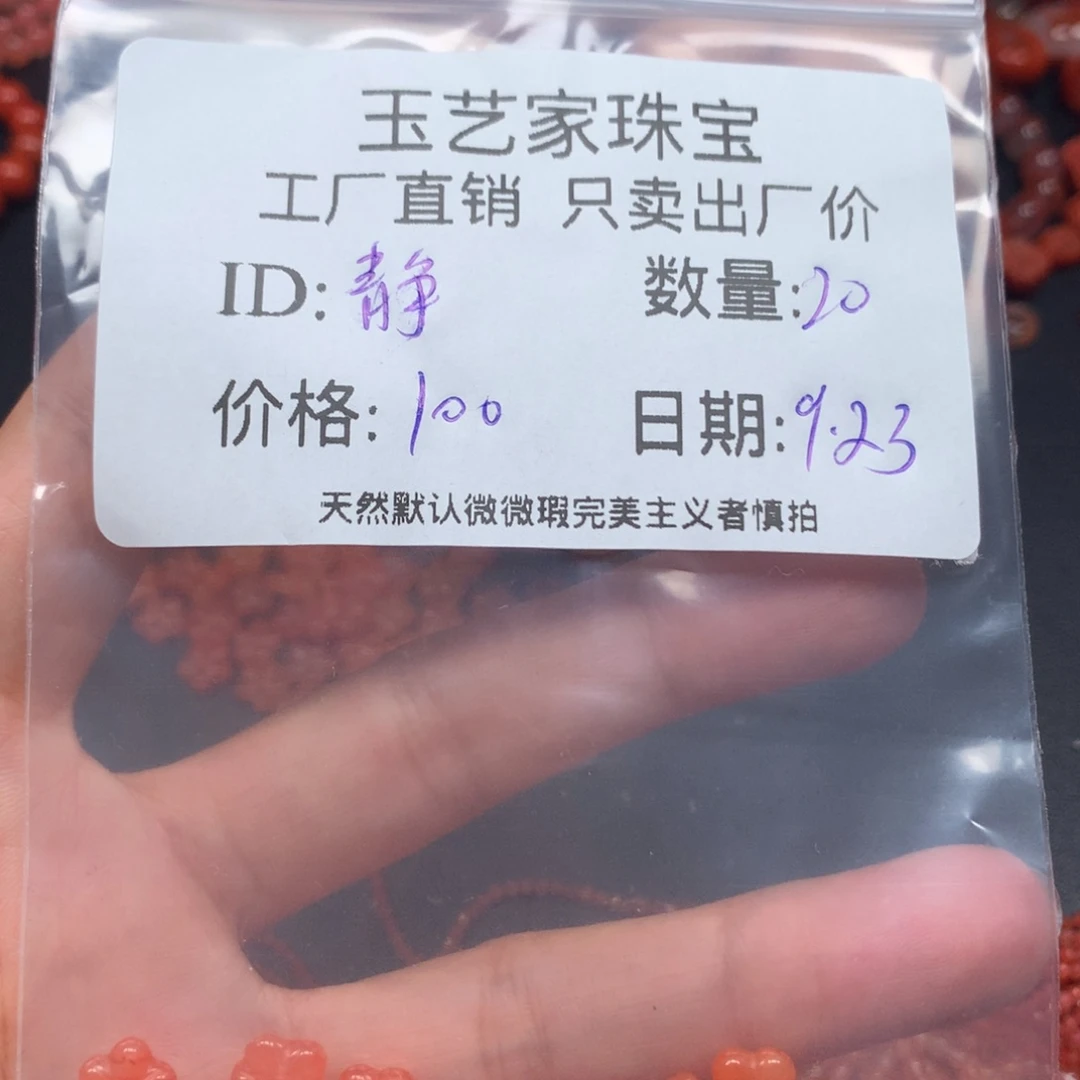 玉艺家珠宝
工厂直销 只卖出厂价
ID:静 数量:20
价格:100 日期:9.23
天然默认微微瑕完美主义者慎拍